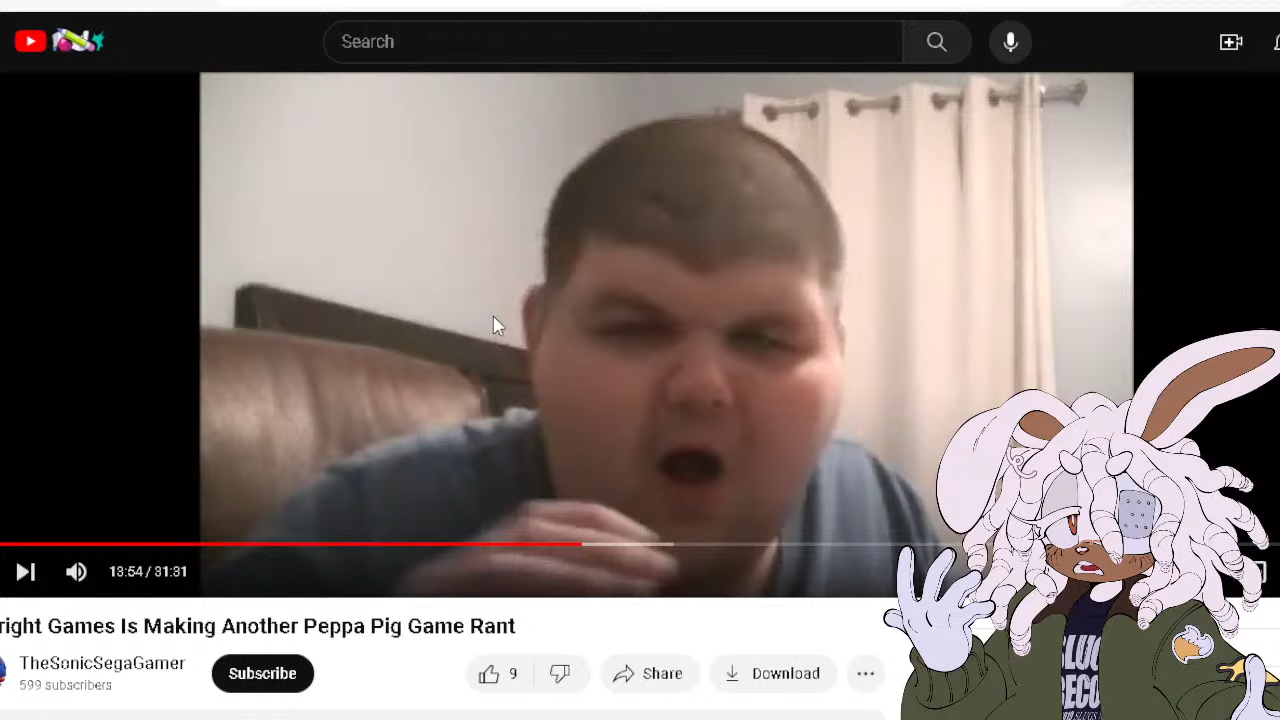 Search
13:54 / 31:31
right Games Is Making Another Peppa Pig Game Rant
TheSonicSegaGamer
599 subscribers
Subscribe
9
Share
Download